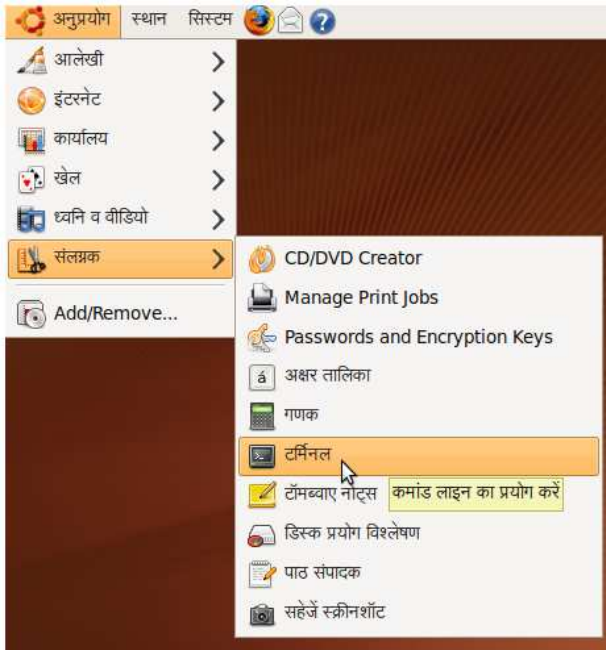 अनुप्रयोग स्थान सिस्टम
आलेखी
इंटरनेट
कार्यालय
खेल
ध्वनि व वीडियो
संलग्नक
Add/Remove...
CD/DVD Creator
Manage Print Jobs
Passwords and Encryption Keys
á अक्षर तालिका
गणक
टर्मिनल
टॉमब्वाए नोट्स
कमांड लाइन का प्रयोग करें
डिस्क प्रयोग विश्लेषण
पाठ संपादक
सहेजें स्क्रीनशॉट